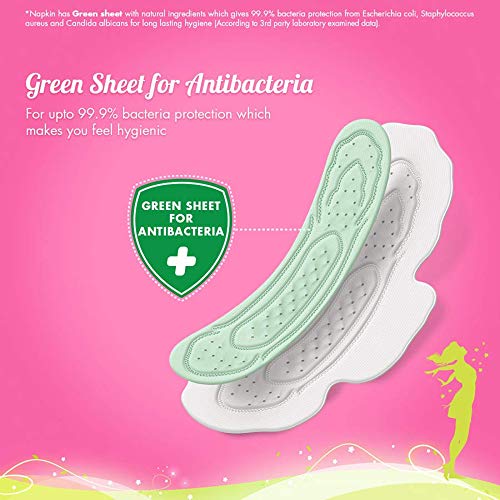 *Napkin has Green sheet with natural ingredients which gives 99.9% bacteria protection from Escherichia coli, Staphylococcus
aureus and Candida albicans for long lasting hygiene (According to 3rd party laboratory examined data).
Green Sheet for Antibacteria
For upto 99.9% bacteria protection which
makes you feel hygienic
GREEN SHEET
FOR
ANTIBACTERIA